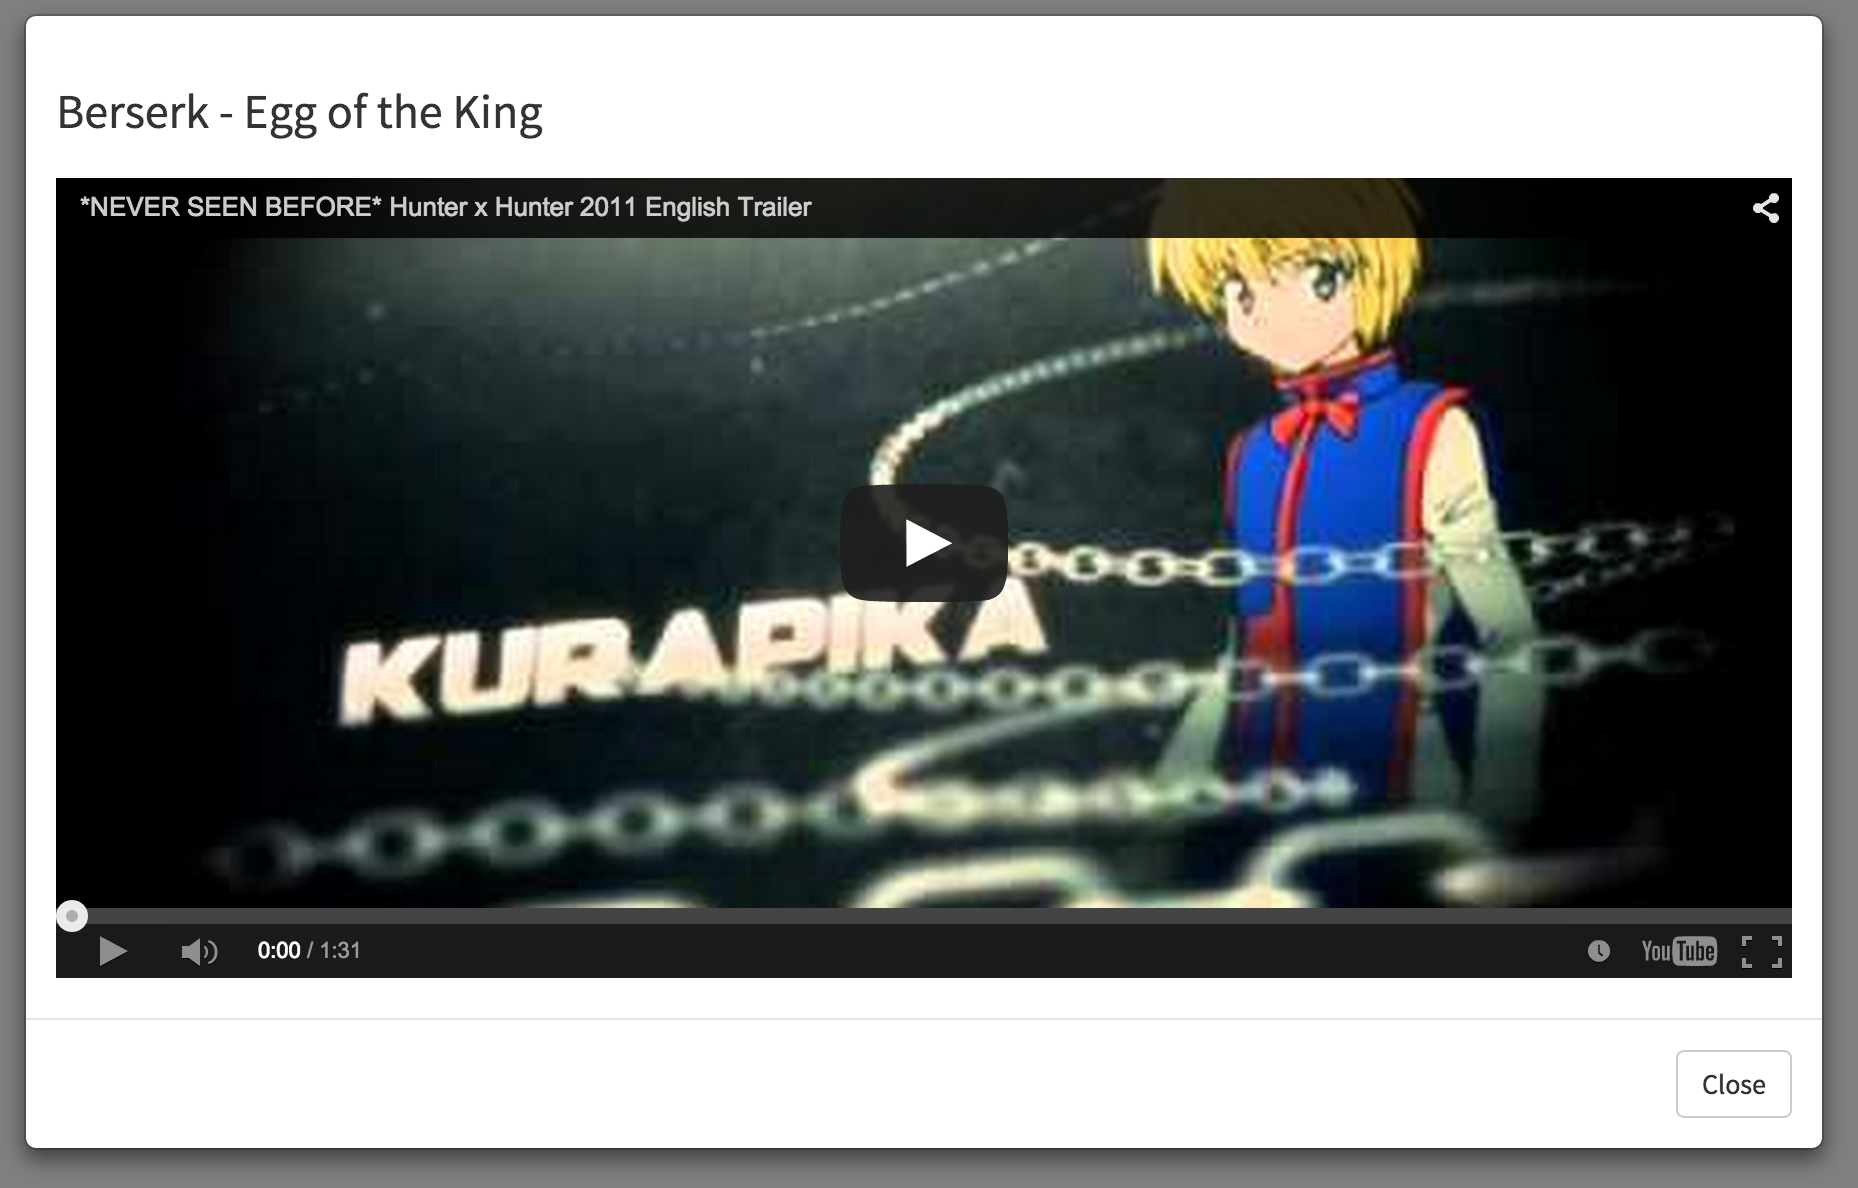 Berserk - Egg of the King
*NEVER SEEN BEFORE* Hunter x Hunter 2011 English Trailer
KURAPIKA
0:00 / 1:31
YouTube
Close